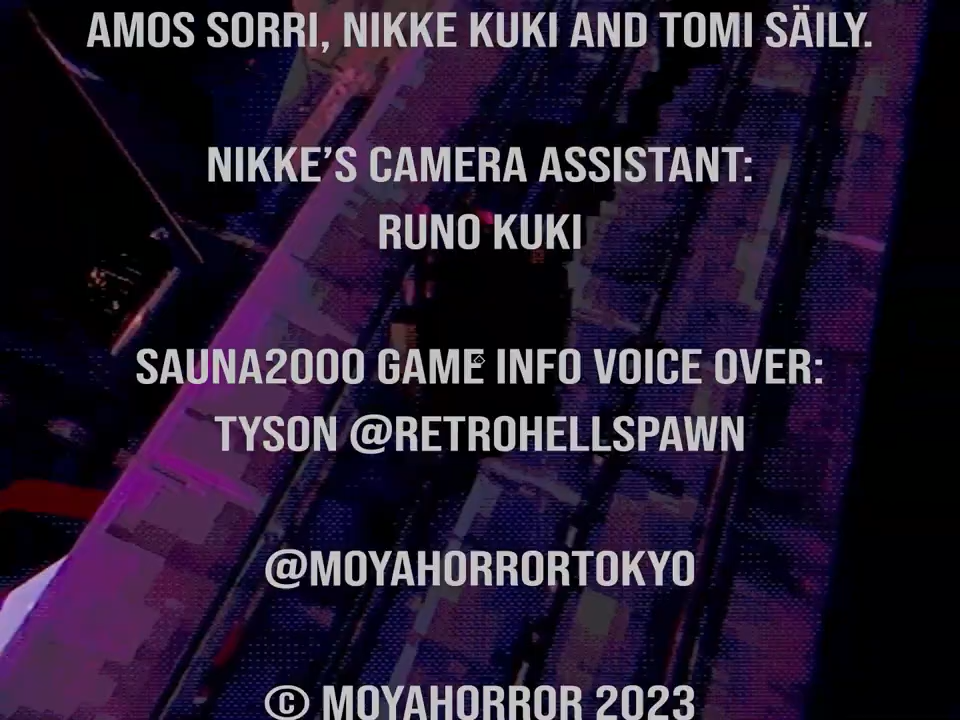 AMOS SORRI, NIKKE KUKI AND TOMI SÄILY.
NIKKE'S CAMERA ASSISTANT:
RUNO KUKI
SAUNA2000 GAME INFO VOICE OVER:
TYSON @RETROHELLSPAWN
@MOYAHORRORTOKYO
© MOYAHORROR 2023